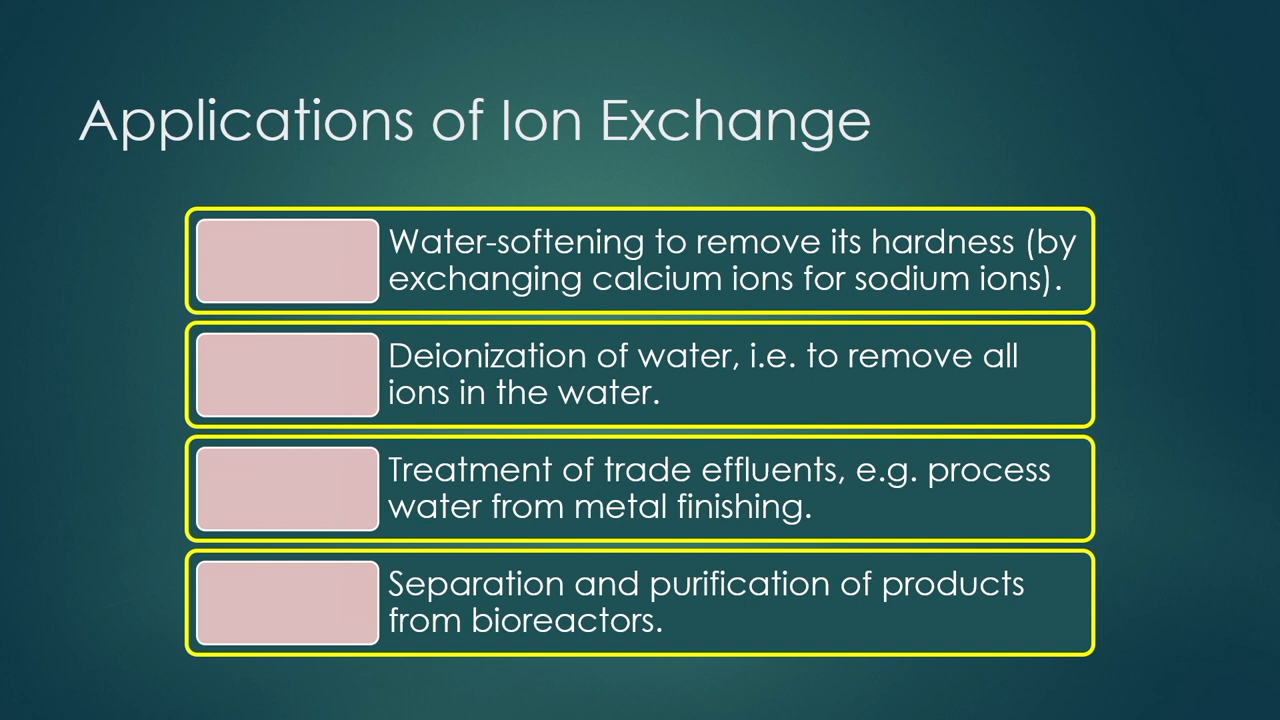 Applications of Ion Exchange
Water-softening to remove its hardness (by
exchanging calcium ions for sodium ions).
Deionization of water, i.e. to remove all
ions in the water.
Treatment of trade effluents, e.g. process
water from metal finishing.
Separation and purification of products
from bioreactors.